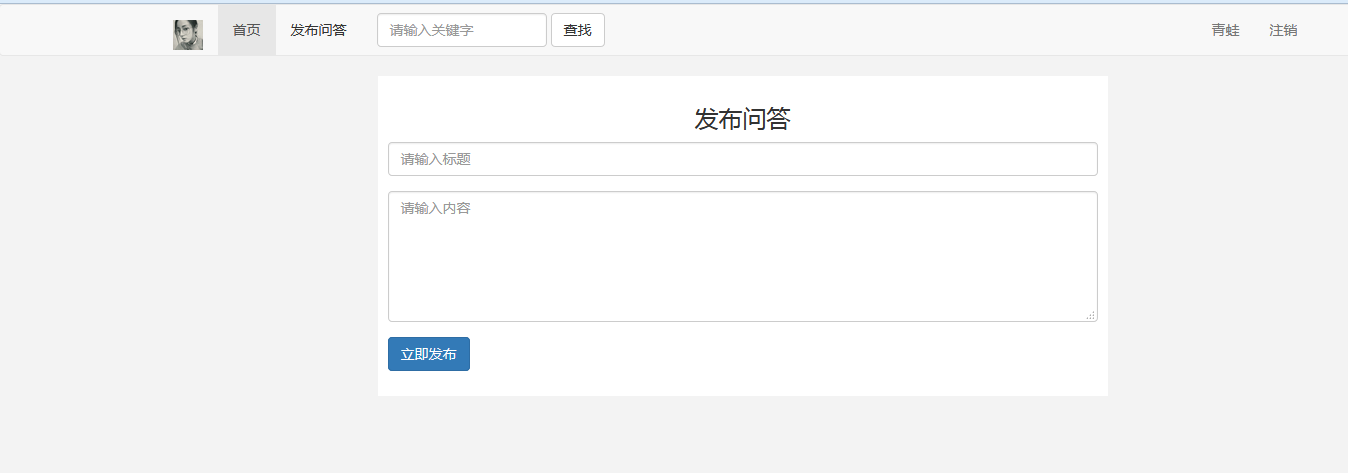 首页 发布问答 请输入关键字 查找 青蛙 注销
发布问答
请输入标题
请输入内容
立即发布